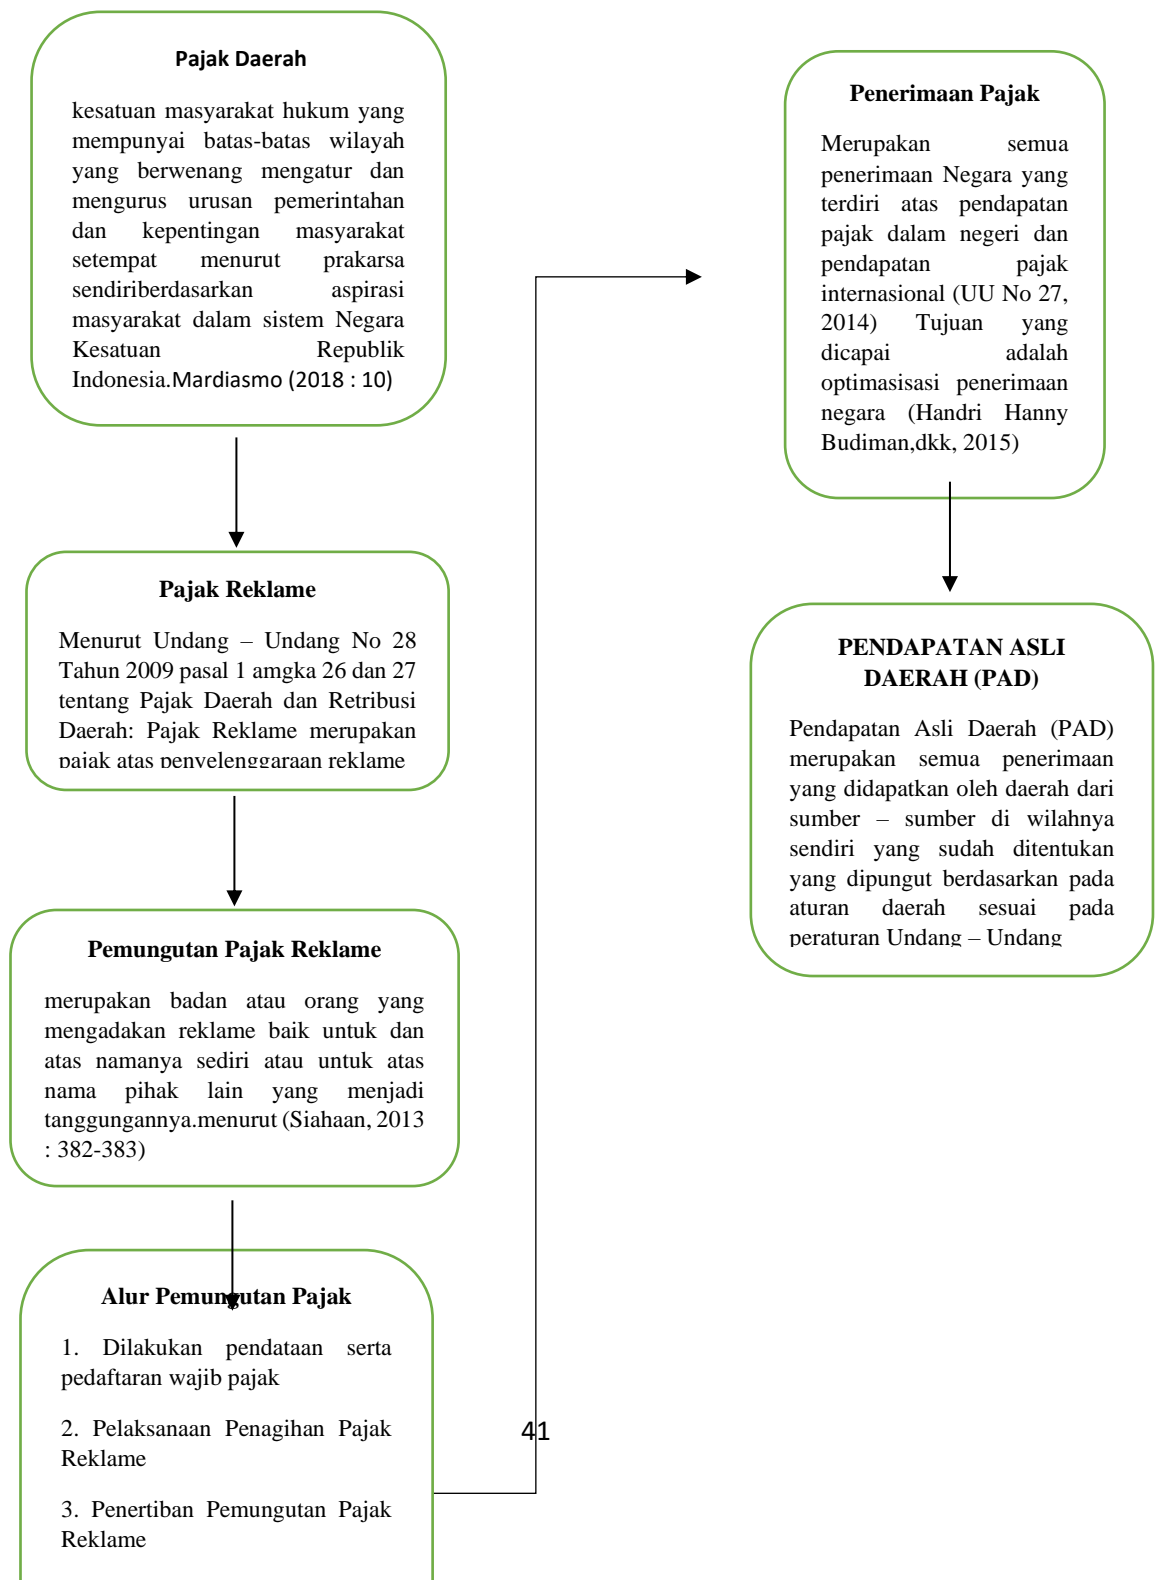 Pajak Daerah
kesatuan masyarakat hukum yang
mempunyai batas-batas wilayah
yang berwenang mengatur dan
mengurus urusan pemerintahan
dan kepentingan masyarakat
setempat menurut prakarsa
sendiriberdasarkan aspirasi
masyarakat dalam sistem Negara
Kesatuan Republik
Indonesia.Mardiasmo (2018 : 10)
Pajak Reklame
Menurut Undang – Undang No 28
Tahun 2009 pasal 1 amgka 26 dan 27
tentang Pajak Daerah dan Retribusi
Daerah: Pajak Reklame merupakan
pajak atas penyelenggaraan reklame
Pemungutan Pajak Reklame
merupakan badan atau orang yang
mengadakan reklame baik untuk dan
atas namanya sediri atau untuk atas
nama pihak lain yang menjadi
tanggungannya.menurut (Siahaan, 2013
: 382-383)
Alur Pemungutan Pajak
1. Dilakukan pendataan serta
pedaftaran wajib pajak
2. Pelaksanaan Penagihan Pajak
Reklame
3. Penertiban Pemungutan Pajak
Reklame
Penerimaan Pajak
Merupakan semua
penerimaan Negara yang
terdiri atas pendapatan
pajak dalam negeri dan
pendapatan pajak
internasional (UU No 27,
2014) Tujuan yang
dicapai adalah
optimasisasi penerimaan
negara (Handri Hanny
Budiman,dkk, 2015)
PENDAPATAN ASLI
DAERAH (PAD)
Pendapatan Asli Daerah (PAD)
merupakan semua penerimaan
yang didapatkan oleh daerah dari
sumber – sumber di wilahnya
sendiri yang sudah ditentukan
yang dipungut berdasarkan pada
aturan daerah sesuai pada
peraturan Undang – Undang
41